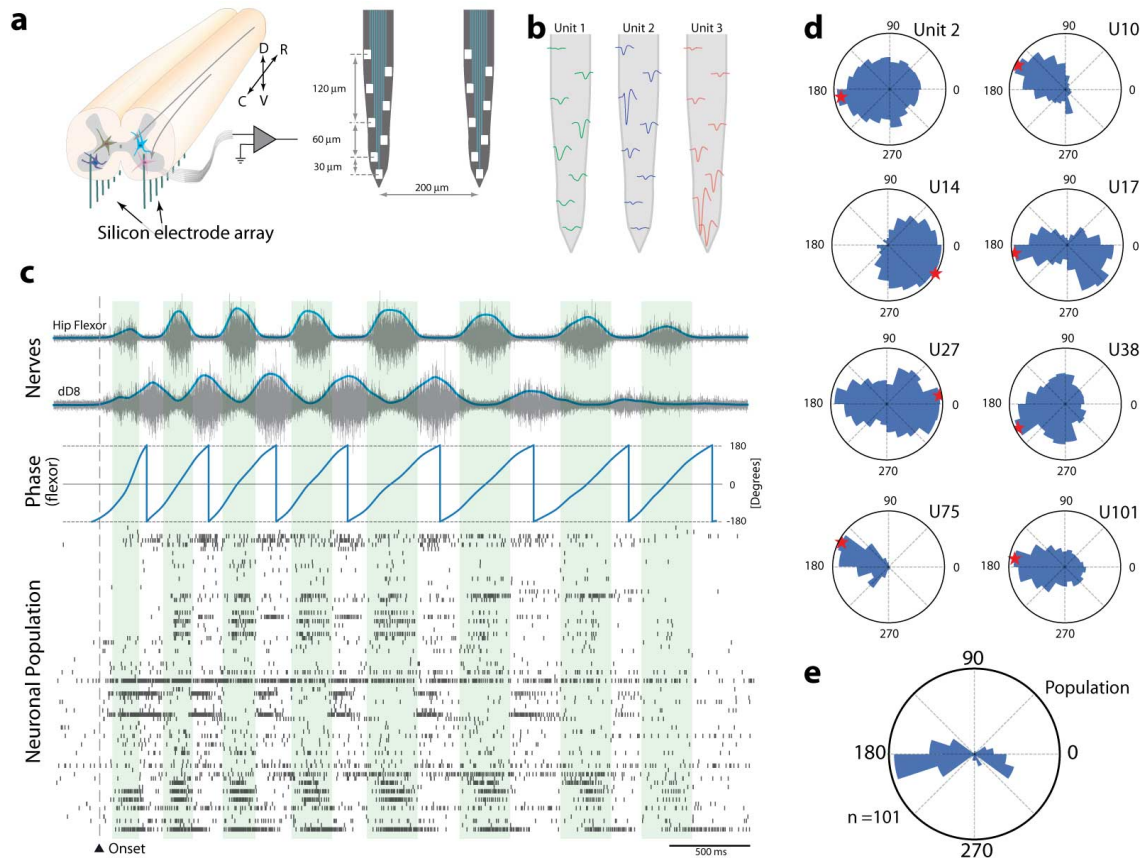 a
D
R
C
V
Silicon electrode array
120 µm
60 µm
30 µm
200 µm
b
Unit 1
Unit 2
Unit 3
c
Hip Flexor
dD8
Nerves
Phase
(flexor)
180
0
-180
[Degrees]
Neuronal Population
Onset
500 ms
d
Unit 2
90
180
0
270
U10
90
180
0
270
U14
90
180
0
270
U17
90
180
0
270
U27
90
180
0
270
U38
90
180
0
270
U75
90
180
0
270
U101
90
180
0
270
e
Population
90
180
0
270
n =101